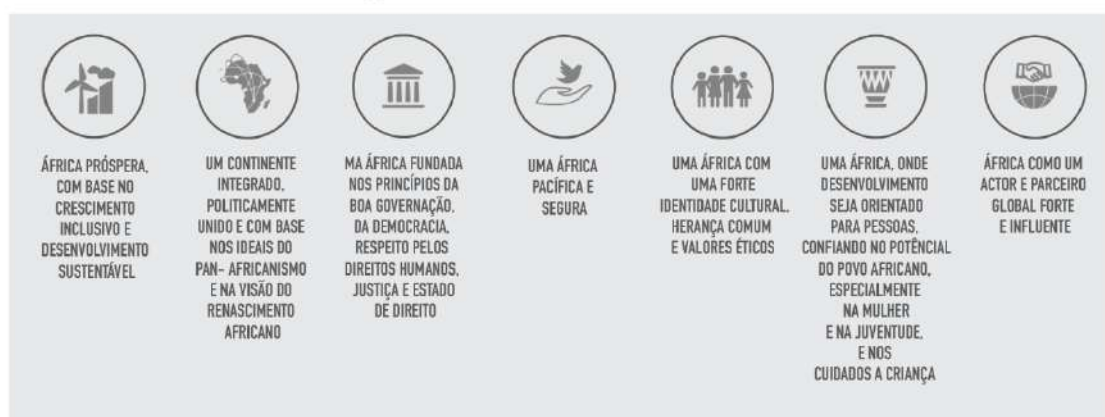 ÁFRICA PRÓSPERA,
COM BASE NO
CRESCIMENTO
INCLUSIVO E
DESENVOLVIMENTO
SUSTENTÁVEL
UM CONTINENTE
INTEGRADO,
POLITICAMENTE
UNIDO E COM BASE
NOS IDEAIS DO
PAN- AFRICANISMO
E NA VISÃO DO
RENASCIMENTO
AFRICANO
MA ÁFRICA FUNDADA
NOS PRINCÍPIOS DA
BOA GOVERNAÇÃO,
DA DEMOCRACIA,
RESPEITO PELOS
DIREITOS HUMANOS,
JUSTIÇA E ESTADO
DE DIREITO
UMA ÁFRICA
PACÍFICA E
SEGURA
UMA ÁFRICA COM
UMA FORTE
IDENTIDADE CULTURAL,
HERANÇA COMUM
E VALORES ÉTICOS
UMA ÁFRICA, ONDE
DESENVOLVIMENTO
SEJA ORIENTADO
PARA PESSOAS,
CONFIANDO NO POTÊNCIAL
DO POVO AFRICANO,
ESPECIALMENTE
NA MULHER
E NA JUVENTUDE,
E NOS
CUIDADOS A CRIANÇA
ÁFRICA COMO UM
ACTOR E PARCEIRO
GLOBAL FORTE
E INFLUENTE